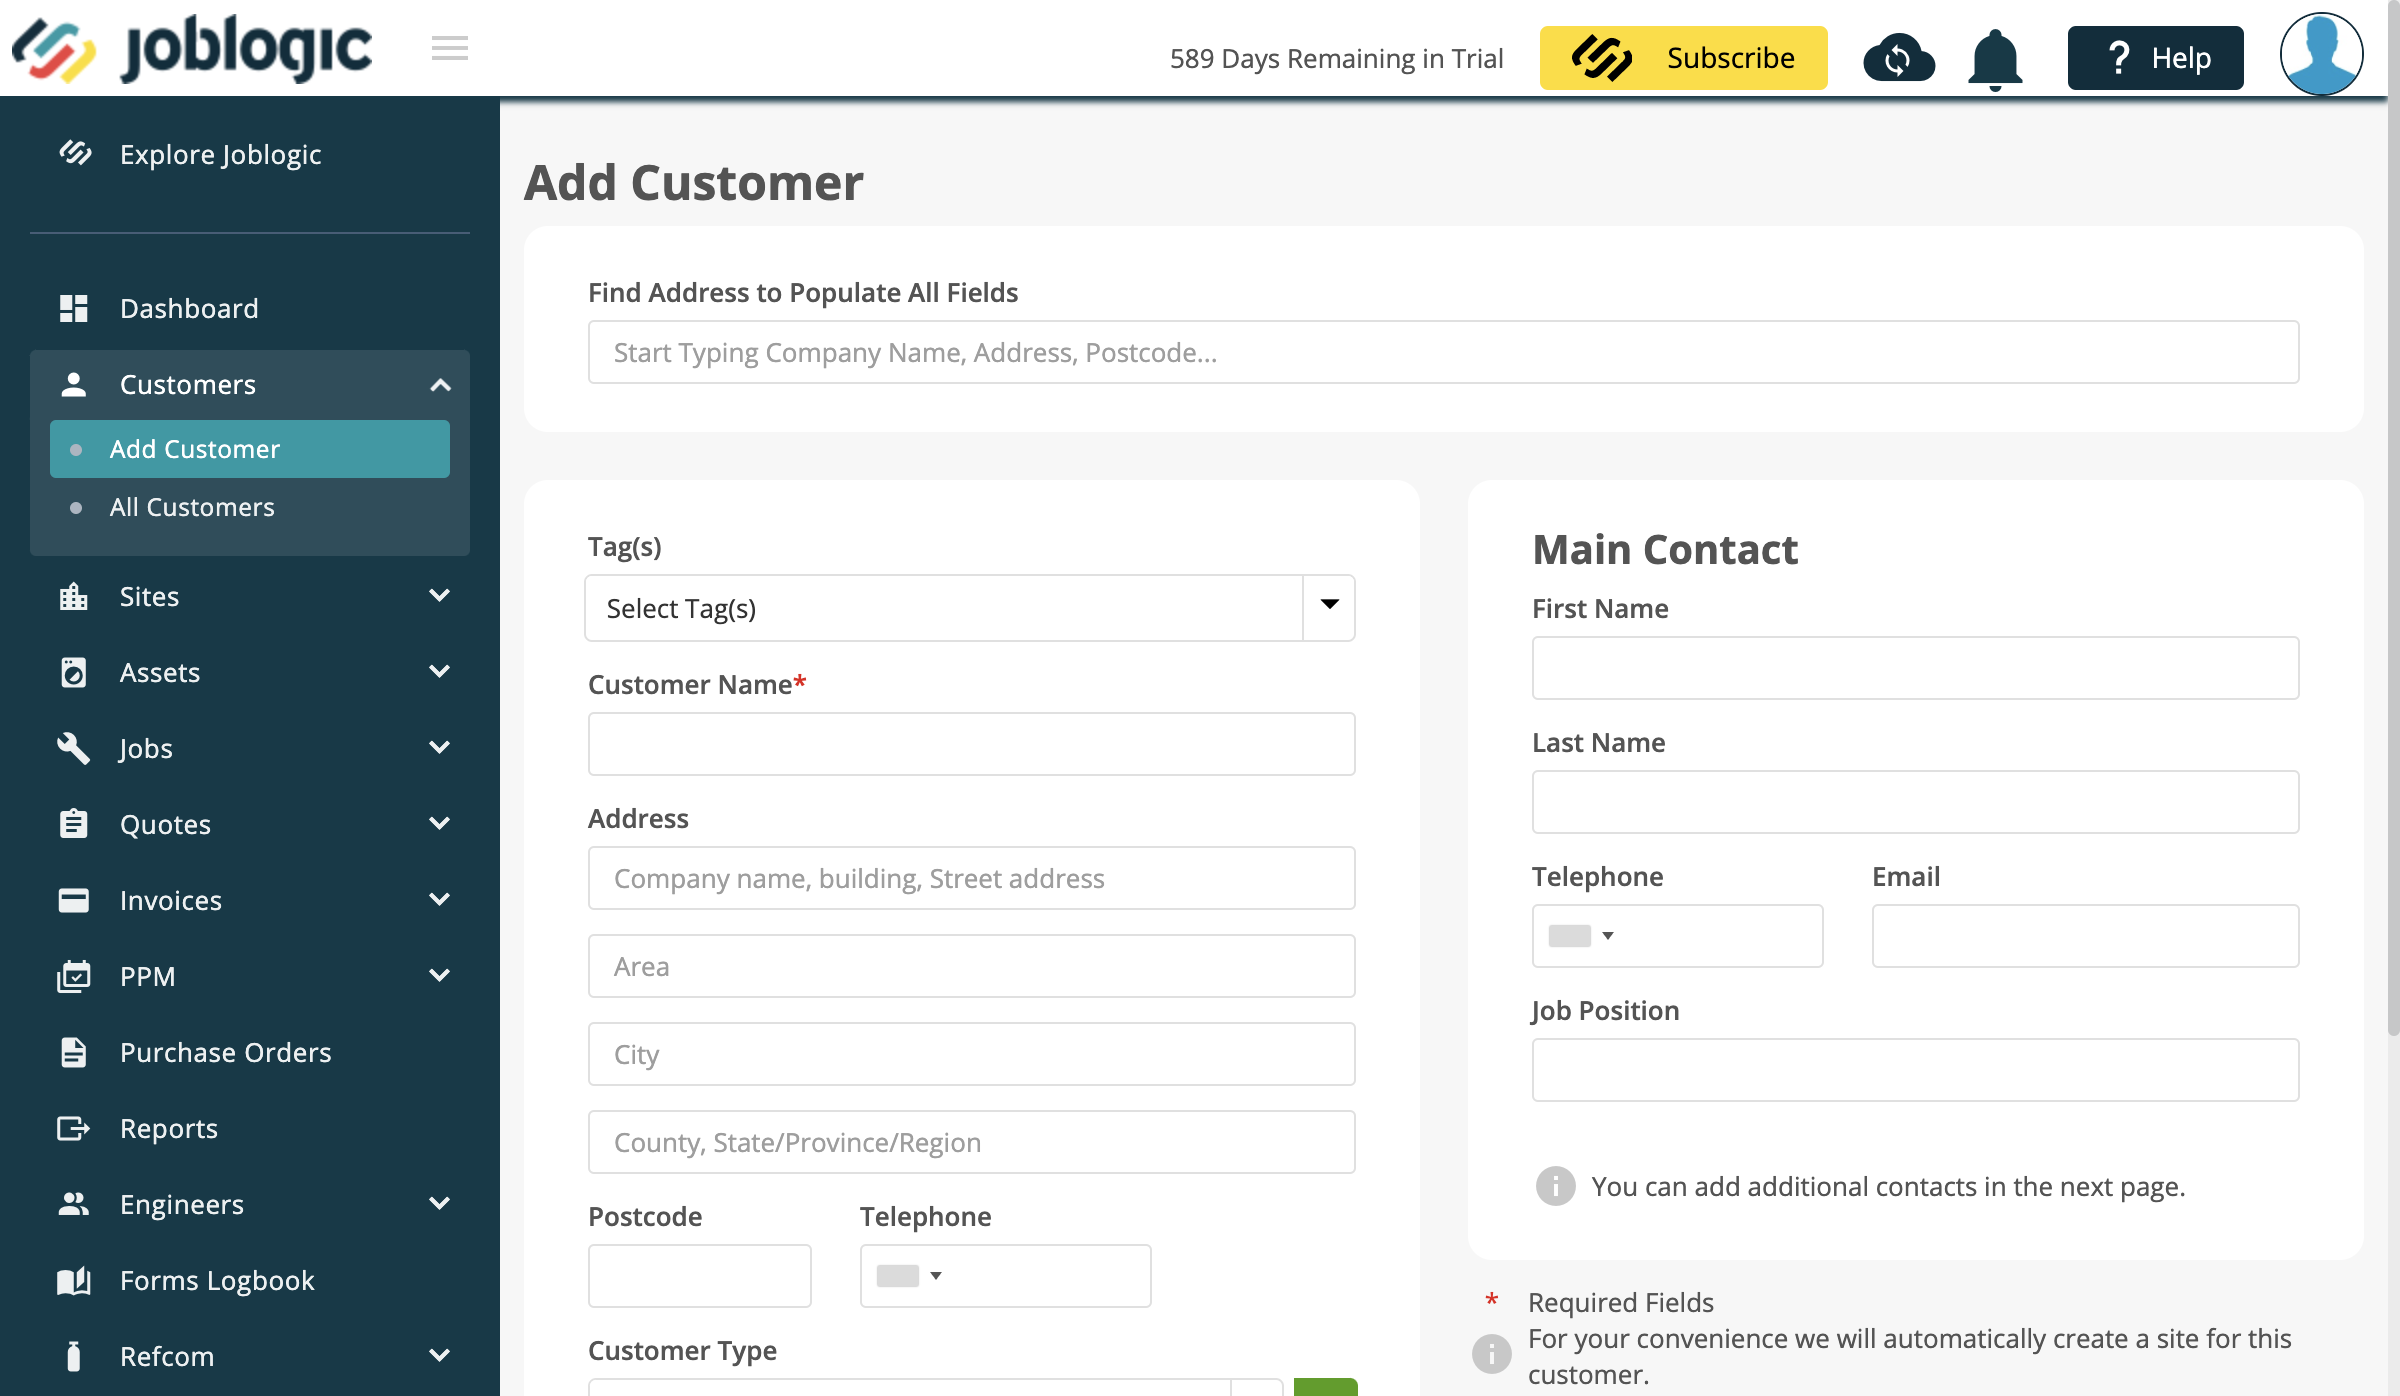 joblogic
589 Days Remaining in Trial
Subscribe
? Help
Explore Joblogic
Dashboard
Customers
Add Customer
All Customers
Sites
Assets
Jobs
Quotes
Invoices
PPM
Purchase Orders
Reports
Engineers
Forms Logbook
Refcom
Add Customer
Find Address to Populate All Fields
Start Typing Company Name, Address, Postcode...
Tag(s)
Select Tag(s)
Customer Name*
Address
Company name, building, Street address
Area
City
County, State/Province/Region
Postcode
Telephone
Customer Type
Main Contact
First Name
Last Name
Telephone
Email
Job Position
You can add additional contacts in the next page.
* Required Fields
For your convenience we will automatically create a site for this
customer.